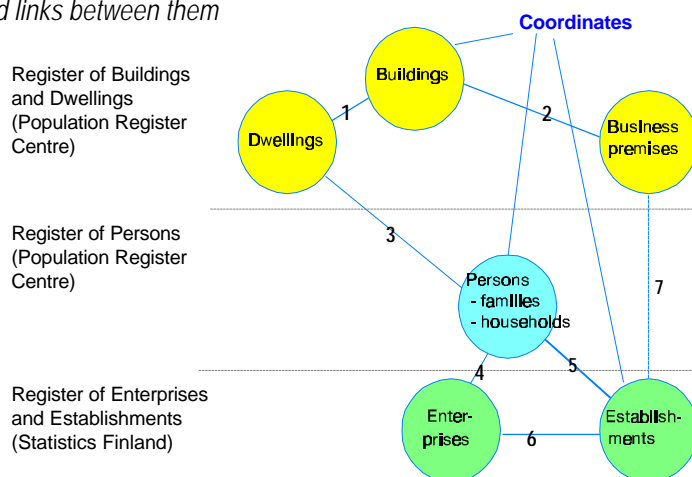 d links between them
Coordinates
Register of Buildings
and Dwellings
(Population Register
Centre)
Buildings
Dwellings
Business
premises
1
2
Register of Persons
(Population Register
Centre)
3
Persons
- families
- households
7
4
5
Register of Enterprises
and Establishments
(Statistics Finland)
Enter-
prises
6
Establish-
ments